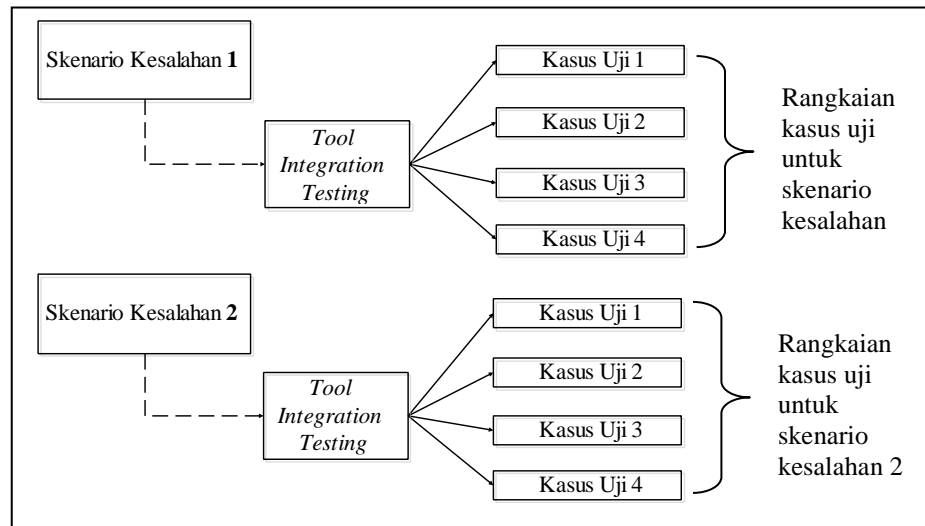 Skenario Kesalahan 1
Tool
Integration
Testing
Kasus Uji 1
Kasus Uji 2
Kasus Uji 3
Kasus Uji 4
Rangkaian
kasus uji
untuk
skenario
kesalahan
Skenario Kesalahan 2
Tool
Integration
Testing
Kasus Uji 1
Kasus Uji 2
Kasus Uji 3
Kasus Uji 4
Rangkaian
kasus uji
untuk
skenario
kesalahan 2